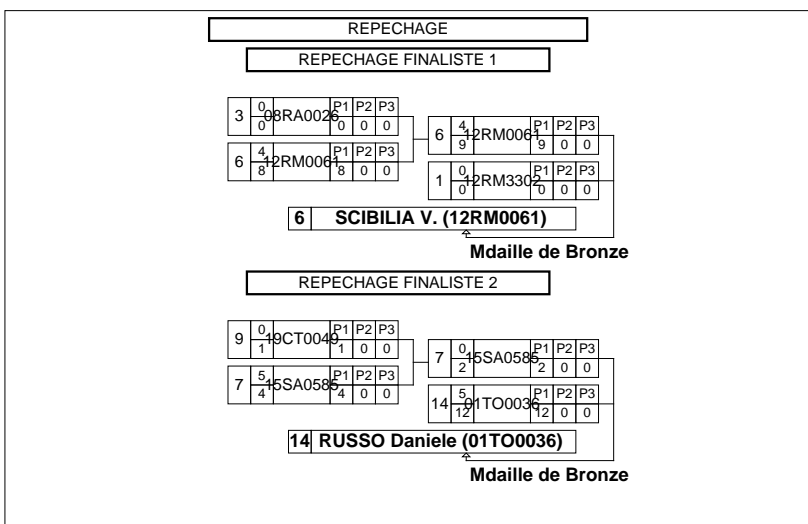 REPECHAGE
REPECHAGE FINALISTE 1
3 0 0 08RA0026 P1 P2 P3 0 0 0
6 4 8 12RM0061 P1 P2 P3 8 0 0
6 4 9 12RM0061 P1 P2 P3 9 0 0
1 0 0 12RM3302 P1 P2 P3 0 0 0
6 SCIBILIA V. (12RM0061)
Mdaille de Bronze
REPECHAGE FINALISTE 2
9 0 1 19CT0049 P1 P2 P3 1 0 0
7 5 4 15SA0585 P1 P2 P3 4 0 0
7 0 2 15SA0585 P1 P2 P3 2 0 0
14 5 12 01TO0036 P1 P2 P3 12 0 0
14 RUSSO Daniele (01TO0036)
Mdaille de Bronze